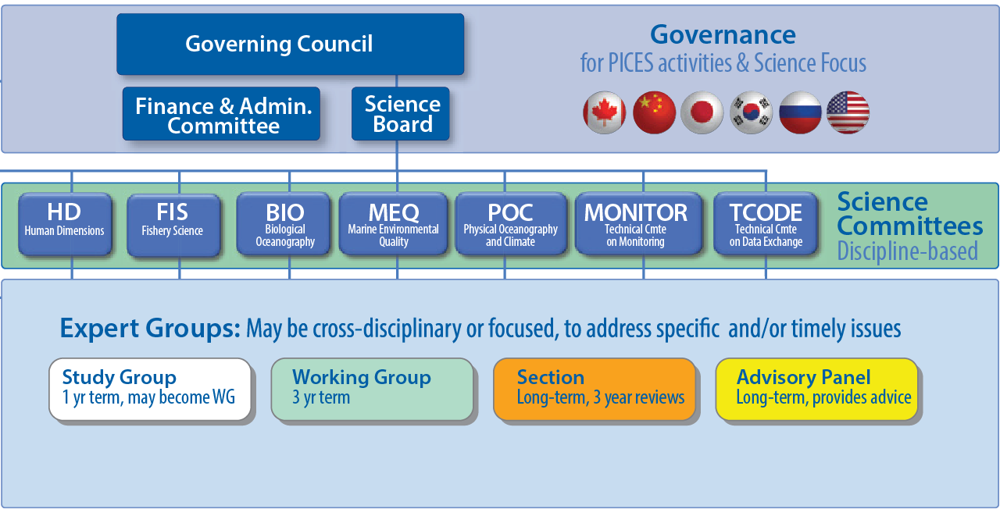 Governing Council
Governance
for PICES activities & Science Focus
Finance & Admin.
Committee
Science
Board
HD
Human Dimensions
FIS
Fishery Science
BIO
Biological
Oceanography
MEQ
Marine Environmental
Quality
POC
Physical Oceanography
and Climate
MONITOR
Technical Cmte
on Monitoring
TCODE
Technical Cmte
on Data Exchange
Science
Committees
Discipline-based
Expert Groups: May be cross-disciplinary or focused, to address specific and/or timely issues
Study Group
1 yr term, may become WG
Working Group
3 yr term
Section
Long-term, 3 year reviews
Advisory Panel
Long-term, provides advice